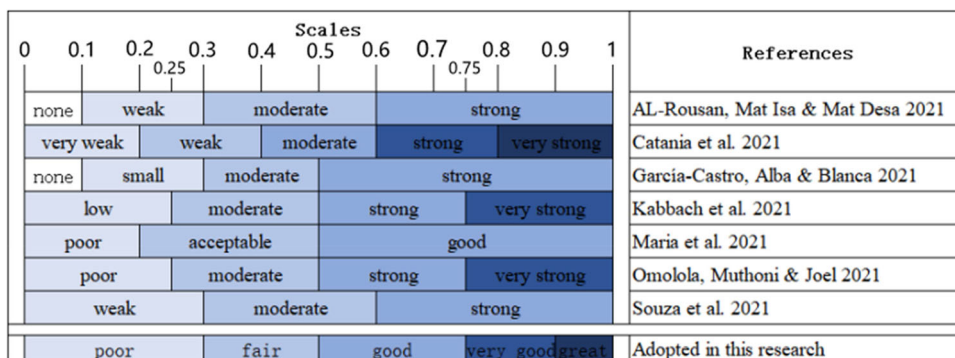 Scales
References
0 0.1 0.2 0.3 0.4 0.5 0.6 0.7 0.8 0.9 1
0.25 0.75
none weak moderate strong AL-Rousan, Mat Isa & Mat Desa 2021
very weak weak moderate strong very strong Catania et al. 2021
none small moderate strong García-Castro, Alba & Blanca 2021
low moderate strong very strong Kabbach et al. 2021
poor acceptable good Maria et al. 2021
poor moderate strong very strong Omolola, Muthoni & Joel 2021
weak moderate strong Souza et al. 2021
poor fair good very good great Adopted in this research